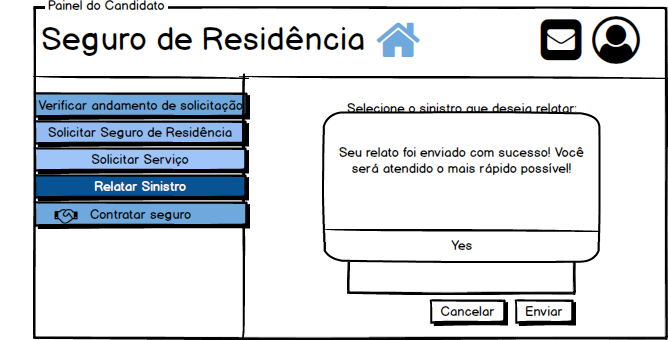 Painel do Candidato
Seguro de Residência
Verificar andamento de solicitação
Solicitar Seguro de Residência
Solicitar Serviço
Relatar Sinistro
Contratar seguro
Selecione o sinistro que deseja relatar:
Seu relato foi enviado com sucesso! Você
será atendido o mais rápido possível!
Yes
Cancelar
Enviar